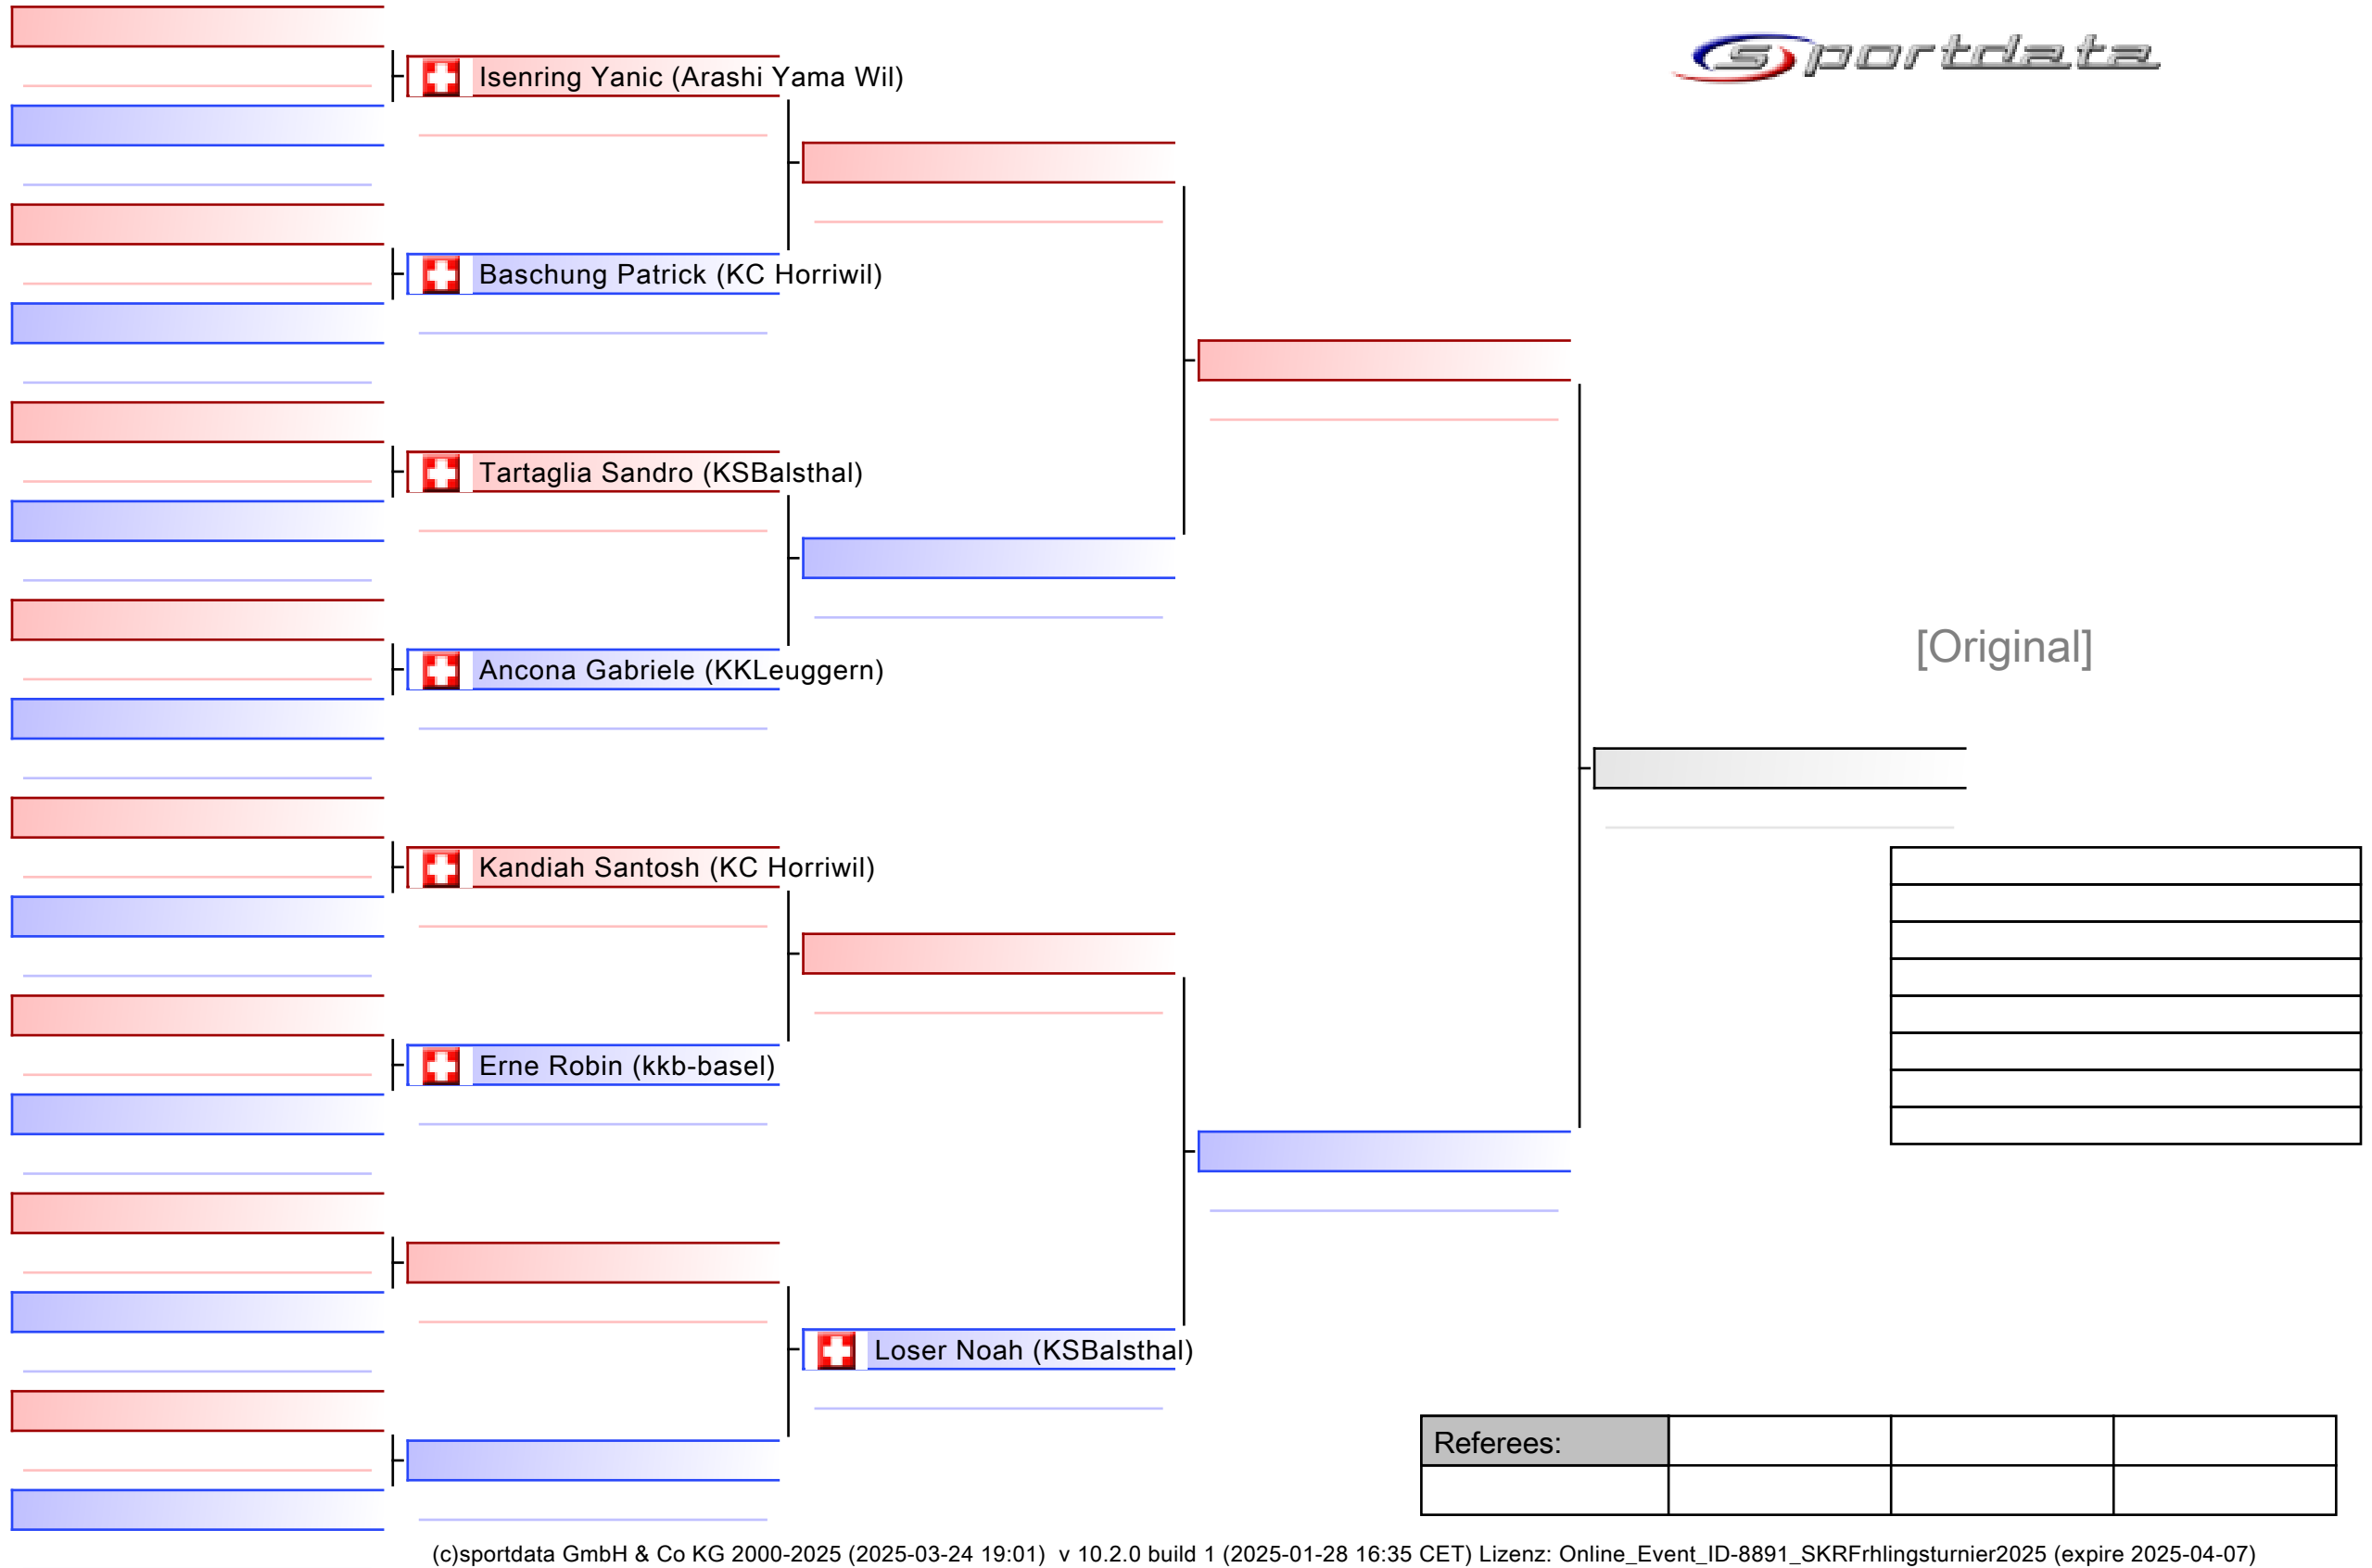 sportdata
Isenring Yanic (Arashi Yama Wil)
Baschung Patrick (KC Horriwil)
Tartaglia Sandro (KSBalsthal)
Ancona Gabriele (KKLeuggern)
[Original]
Kandiah Santosh (KC Horriwil)
Erne Robin (kkb-basel)
Loser Noah (KSBalsthal)
Referees:
(c)sportdata GmbH & Co KG 2000-2025 (2025-03-24 19:01)  v 10.2.0 build 1 (2025-01-28 16:35 CET) Lizenz: Online_Event_ID-8891_SKRFrhlingsturnier2025 (expire 2025-04-07)